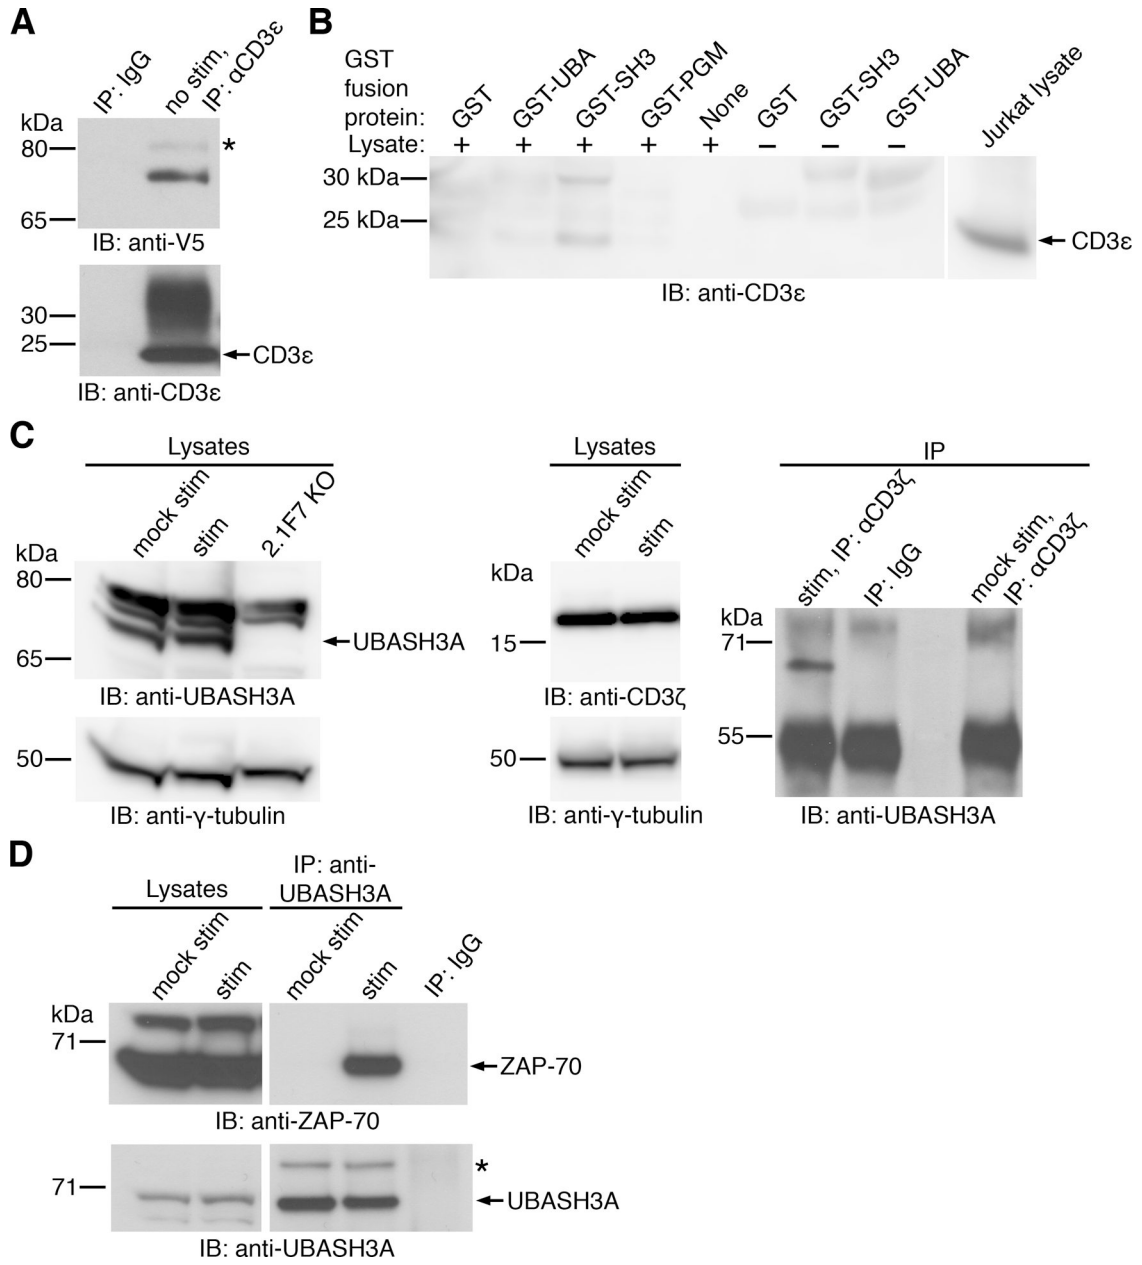 A
IP: IgG
no stim,
IP: αCD3ε
kDa
80
*
65
IB: anti-V5
30
25
CD3ε
IB: anti-CD3ε
B
GST
fusion
protein:
GST
GST-UBA
GST-SH3
GST-PGM
None
GST
GST-SH3
GST-UBA
Jurkat lysate
Lysate: + + + + + − − −
30 kDa
25 kDa
CD3ε
IB: anti-CD3ε
C
Lysates
mock stim
stim
2.1F7 KO
kDa
80
65
UBASH3A
IB: anti-UBASH3A
50
IB: anti-γ-tubulin
Lysates
mock stim
stim
kDa
15
IB: anti-CD3ζ
50
IB: anti-γ-tubulin
IP
stim, IP: αCD3ζ
IP: IgG
mock stim,
IP: αCD3ζ
kDa
71
55
IB: anti-UBASH3A
D
Lysates
IP: anti-
UBASH3A
mock stim
stim
mock stim
stim
IP: IgG
kDa
71
ZAP-70
IB: anti-ZAP-70
71
*
UBASH3A
IB: anti-UBASH3A